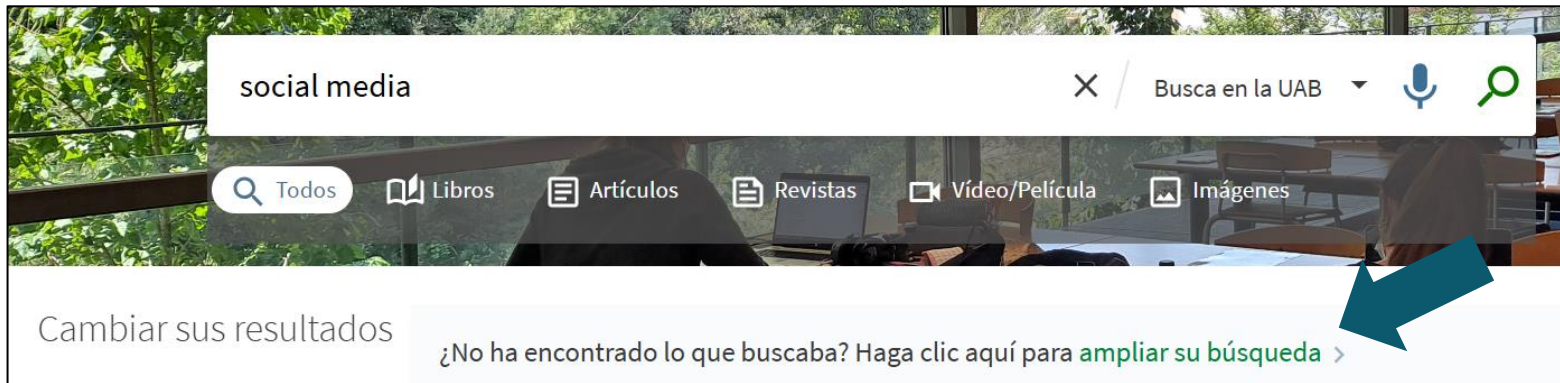 social media
Busca en la UAB
Todos Libros Artículos Revistas Vídeo/Película Imágenes
Cambiar sus resultados
¿No ha encontrado lo que buscaba? Haga clic aquí para ampliar su búsqueda >